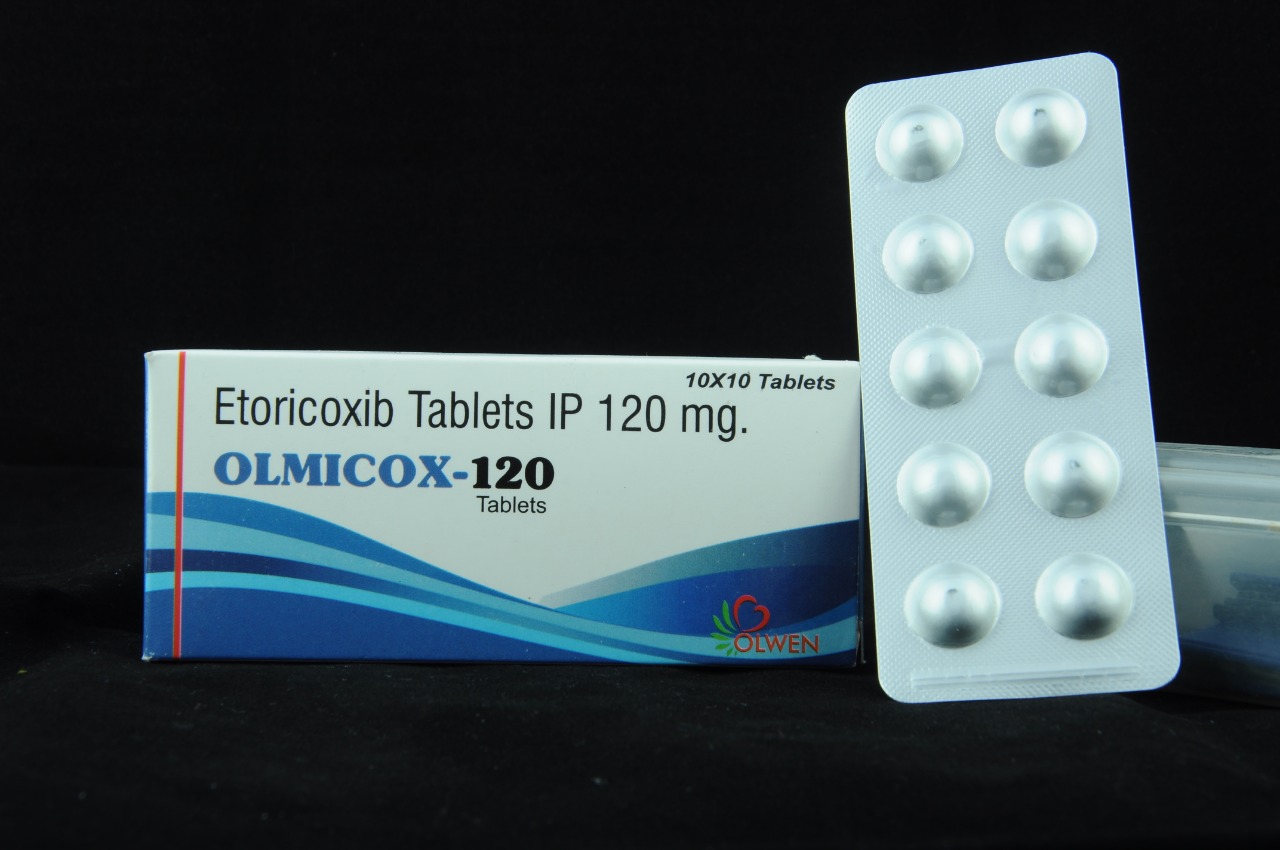 10X10 Tablets
Etoricoxib Tablets IP 120 mg.
OLMICOX-120
Tablets
OLWEN